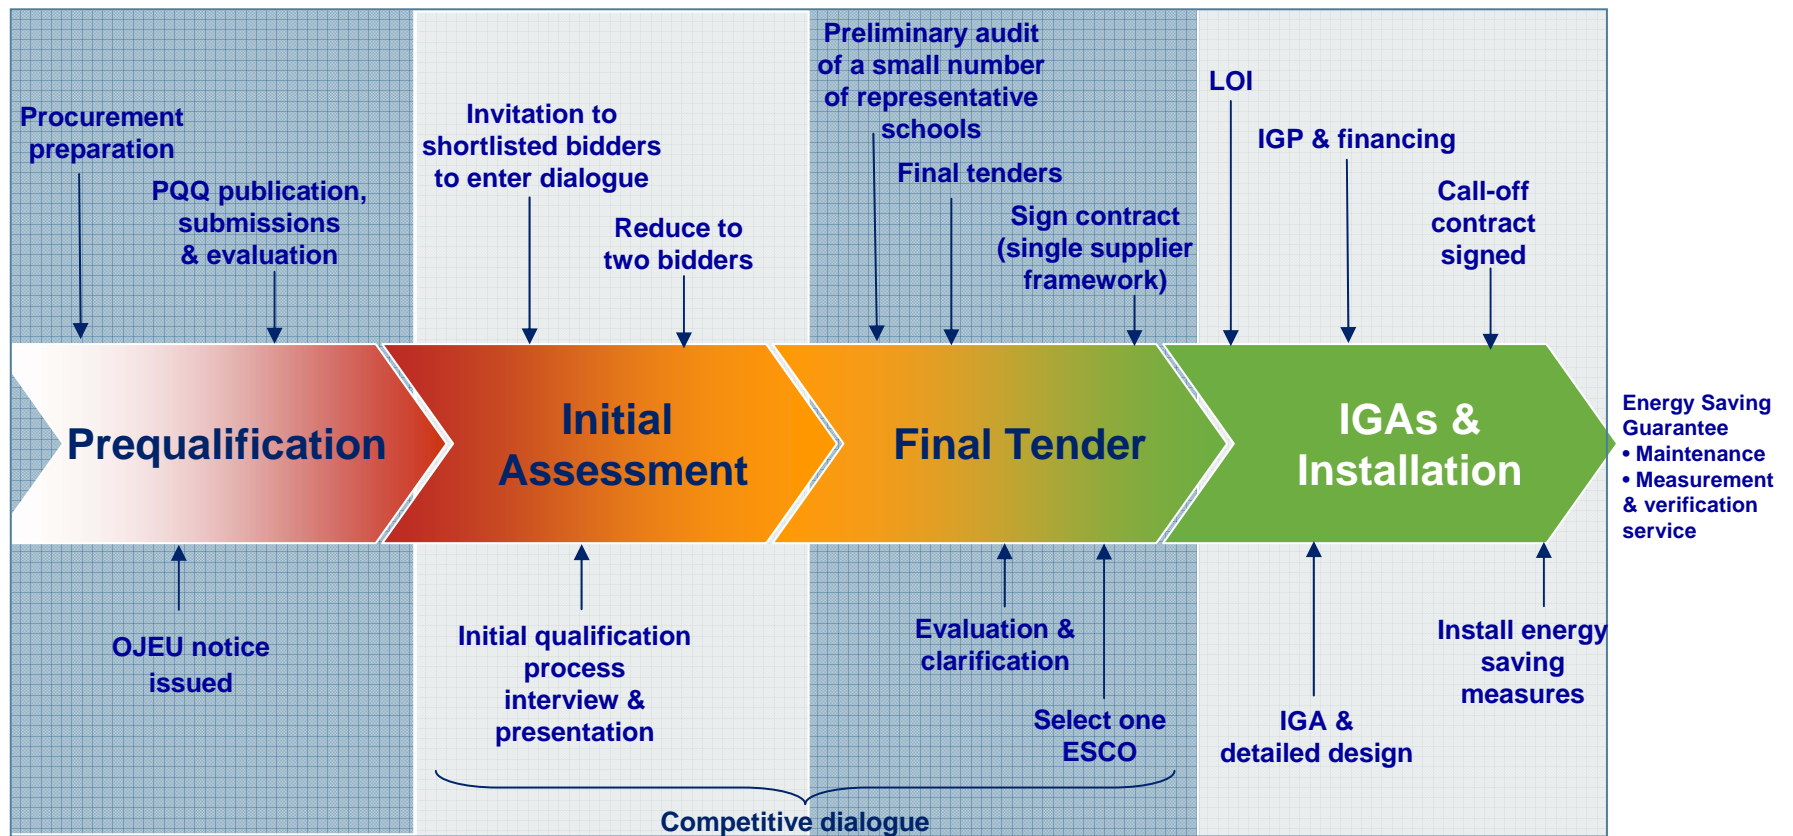 Procurement
preparation
PQQ publication,
submissions
& evaluation
Invitation to
shortlisted bidders
to enter dialogue
Reduce to
two bidders
Preliminary audit
of a small number
of representative
schools
Final tenders
Sign contract
(single supplier
framework)
LOI
IGP & financing
Call-off
contract
signed
Prequalification
Initial
Assessment
Final Tender
IGAs &
Installation
Energy Saving
Guarantee
• Maintenance
• Measurement
& verification
service
OJEU notice
issued
Initial qualification
process
interview &
presentation
Evaluation &
clarification
Select one
ESCO
IGA &
detailed design
Install energy
saving
measures
Competitive dialogue